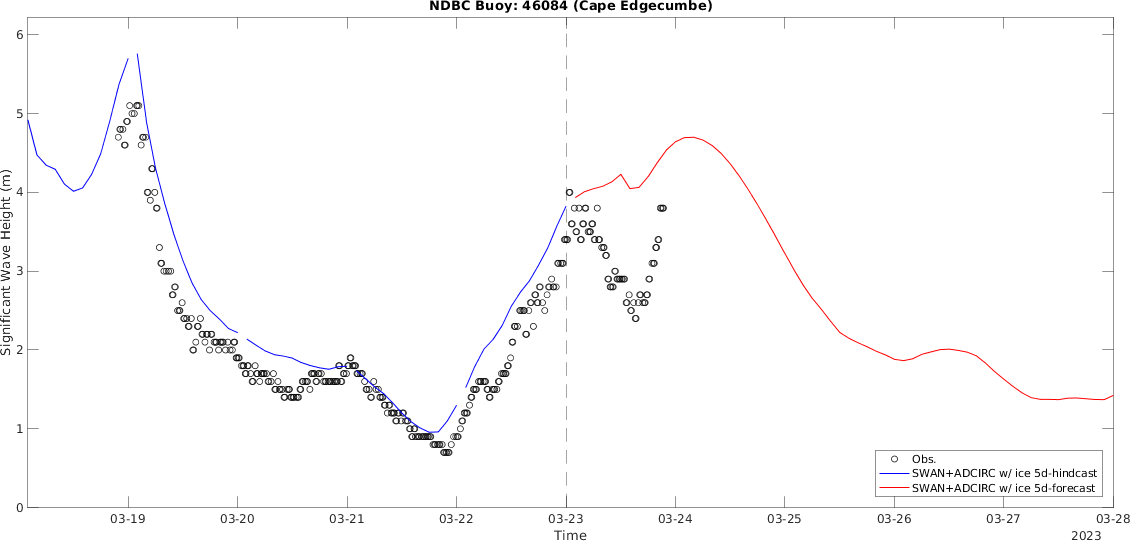 NDBC Buoy: 46084 (Cape Edgecumbe)
Significant Wave Height (m)
6
5
4
3
2
1
0
Obs.
SWAN+ADCIRC w/ ice 5d-hindcast
SWAN+ADCIRC w/ ice 5d-forecast
03-19 03-20 03-21 03-22 03-23 03-24 03-25 03-26 03-27 03-28
Time
2023